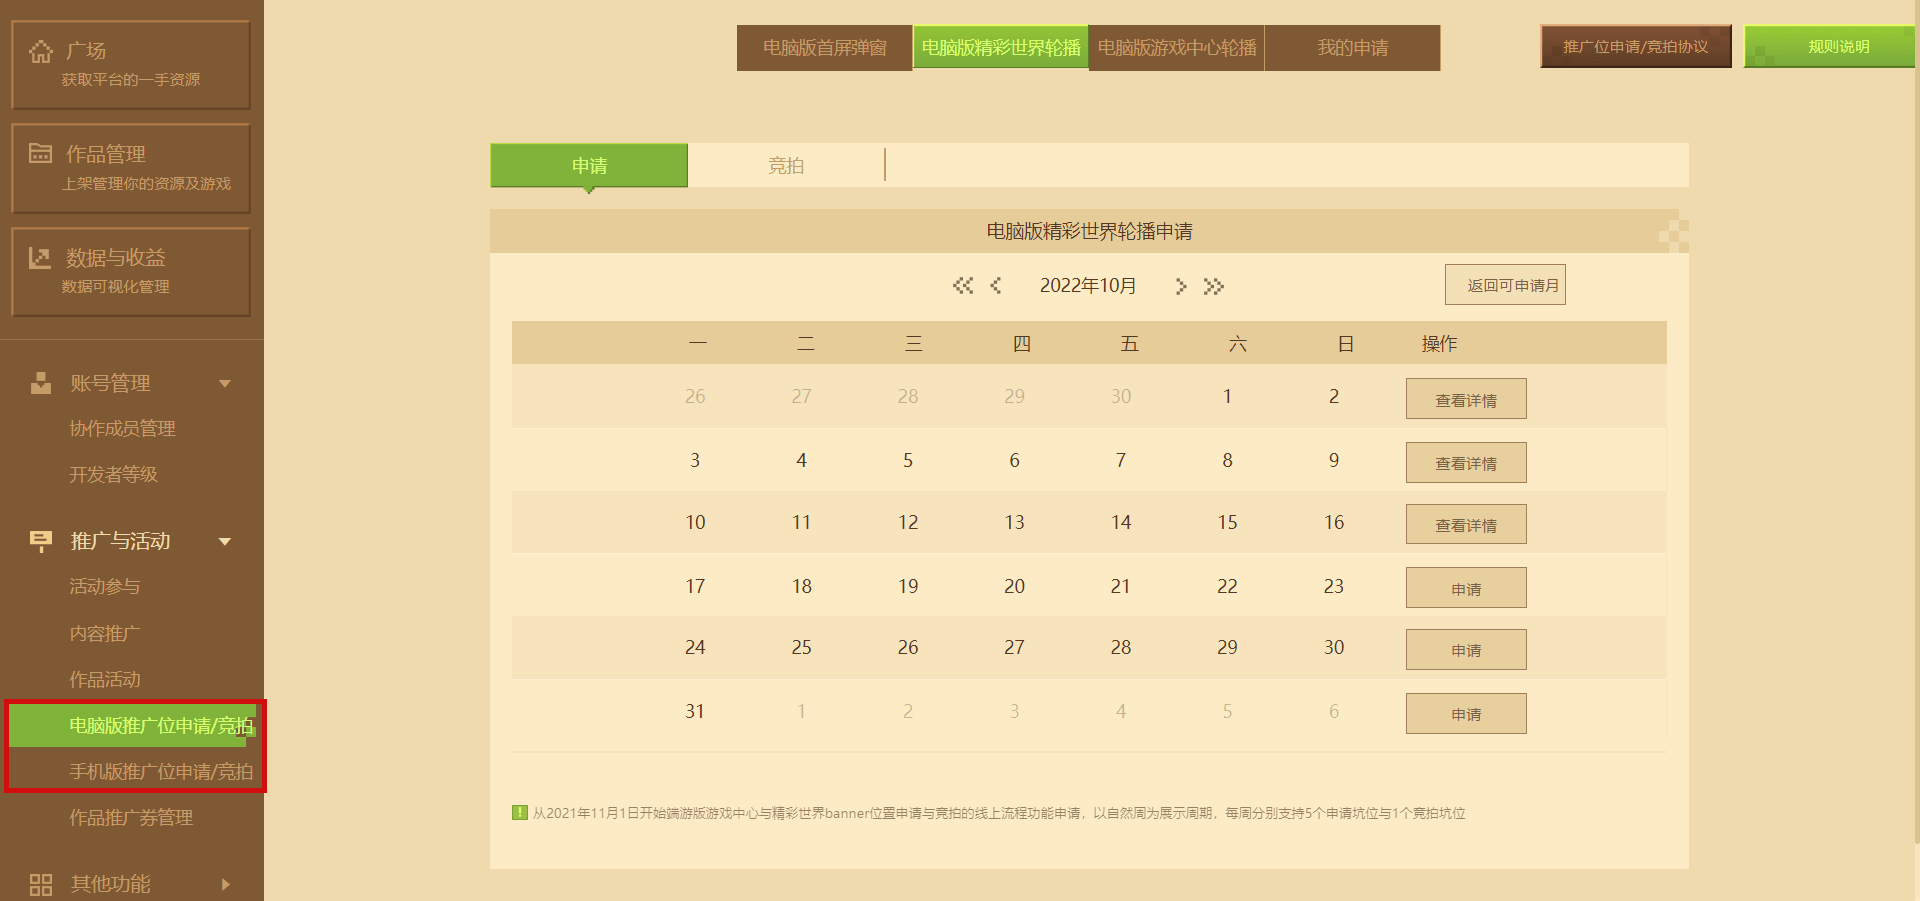 广场
获取平台的一手资源
作品管理
上架管理你的资源及游戏
数据与收益
数据可视化管理
账号管理
协作成员管理
开发者等级
推广与活动
活动参与
内容推广
作品活动
电脑版推广位申请/竞拍
手机版推广位申请/竞拍
作品推广券管理
其他功能
电脑版首屏弹窗 电脑版精彩世界轮播 电脑版游戏中心轮播 我的申请
推广位申请/竞拍协议 规则说明
申请 竞拍
电脑版精彩世界轮播申请
2022年10月 返回可申请月
一 二 三 四 五 六 日 操作
26 27 28 29 30 1 2 查看详情
3 4 5 6 7 8 9 查看详情
10 11 12 13 14 15 16 查看详情
17 18 19 20 21 22 23 申请
24 25 26 27 28 29 30 申请
31 1 2 3 4 5 6 申请
从2021年11月1日开始端游版游戏中心与精彩世界banner位置申请与竞拍的线上流程功能申请，以自然周为展示周期，每周分别支持5个申请坑位与1个竞拍坑位